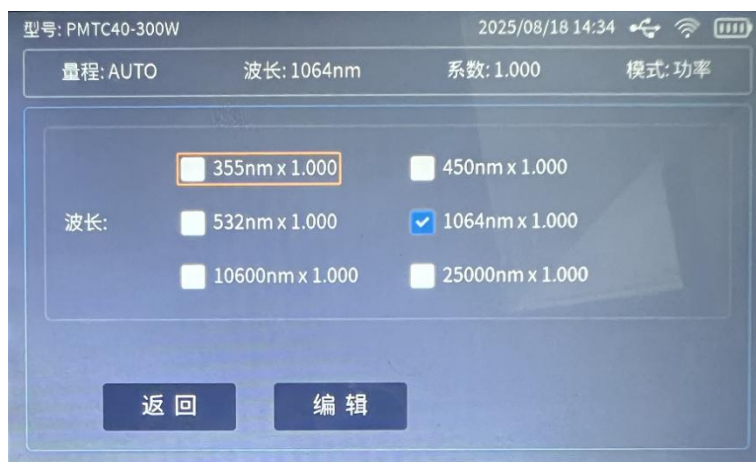 型号: PMTC40-300W 2025/08/18 14:34
量程: AUTO 波长: 1064nm 系数: 1.000 模式: 功率
355nm x 1.000 450nm x 1.000
波长: 532nm x 1.000 1064nm x 1.000
10600nm x 1.000 25000nm x 1.000
返回 编辑